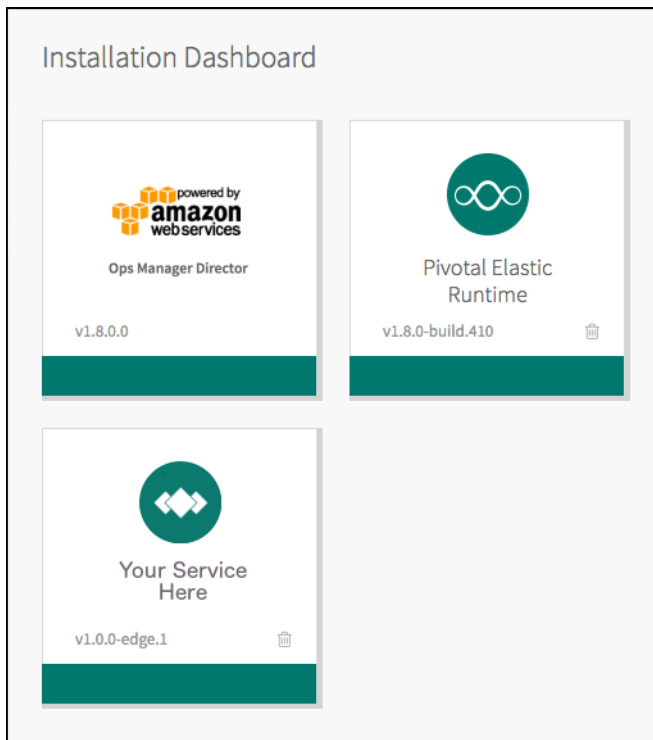 Installation Dashboard
powered by
amazon
webservices
Ops Manager Director
v1.8.0.0
Pivotal Elastic
Runtime
v1.8.0-build.410
Your Service
Here
v1.0.0-edge.1